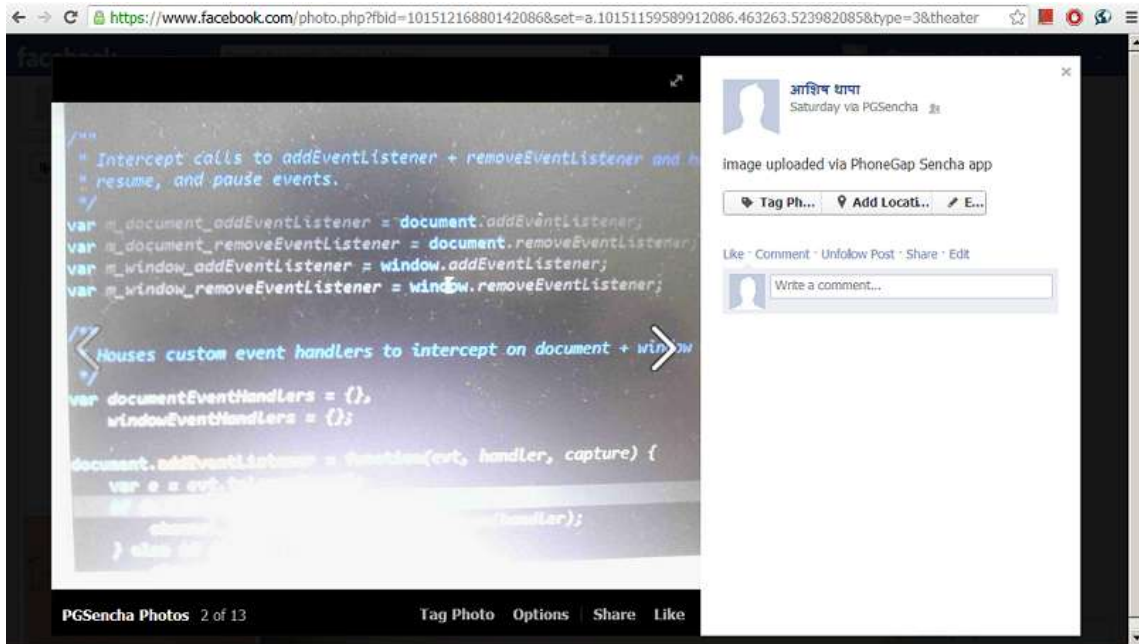 https://www.facebook.com/photo.php?fbid=10151216880142086&set=a.10151159589912086.463263.523982085&type=3&theater
/**
* Intercept calls to addEventListener + removeEventListener and
* resume, and pause events.
*/
var m_document_addEventListener = document.addEventListener;
var m_document_removeEventListener = document.removeEventListener;
var m_window_addEventListener = window.addEventListener;
var m_window_removeEventListener = window.removeEventListener;
/**
Houses custom event handlers to intercept on document + window
*/
var documentEventHandlers = {},
windowEventHandlers = {};
document.addEventListener = function(evt, handler, capture) {
var e =
handler);
} else
PGSencha Photos 2 of 13
Tag Photo Options Share Like
आशिष थापा
Saturday via PGSencha
image uploaded via PhoneGap Sencha app
Tag Ph... Add Locati... E...
Like · Comment · Unfollow Post · Share · Edit
Write a comment...